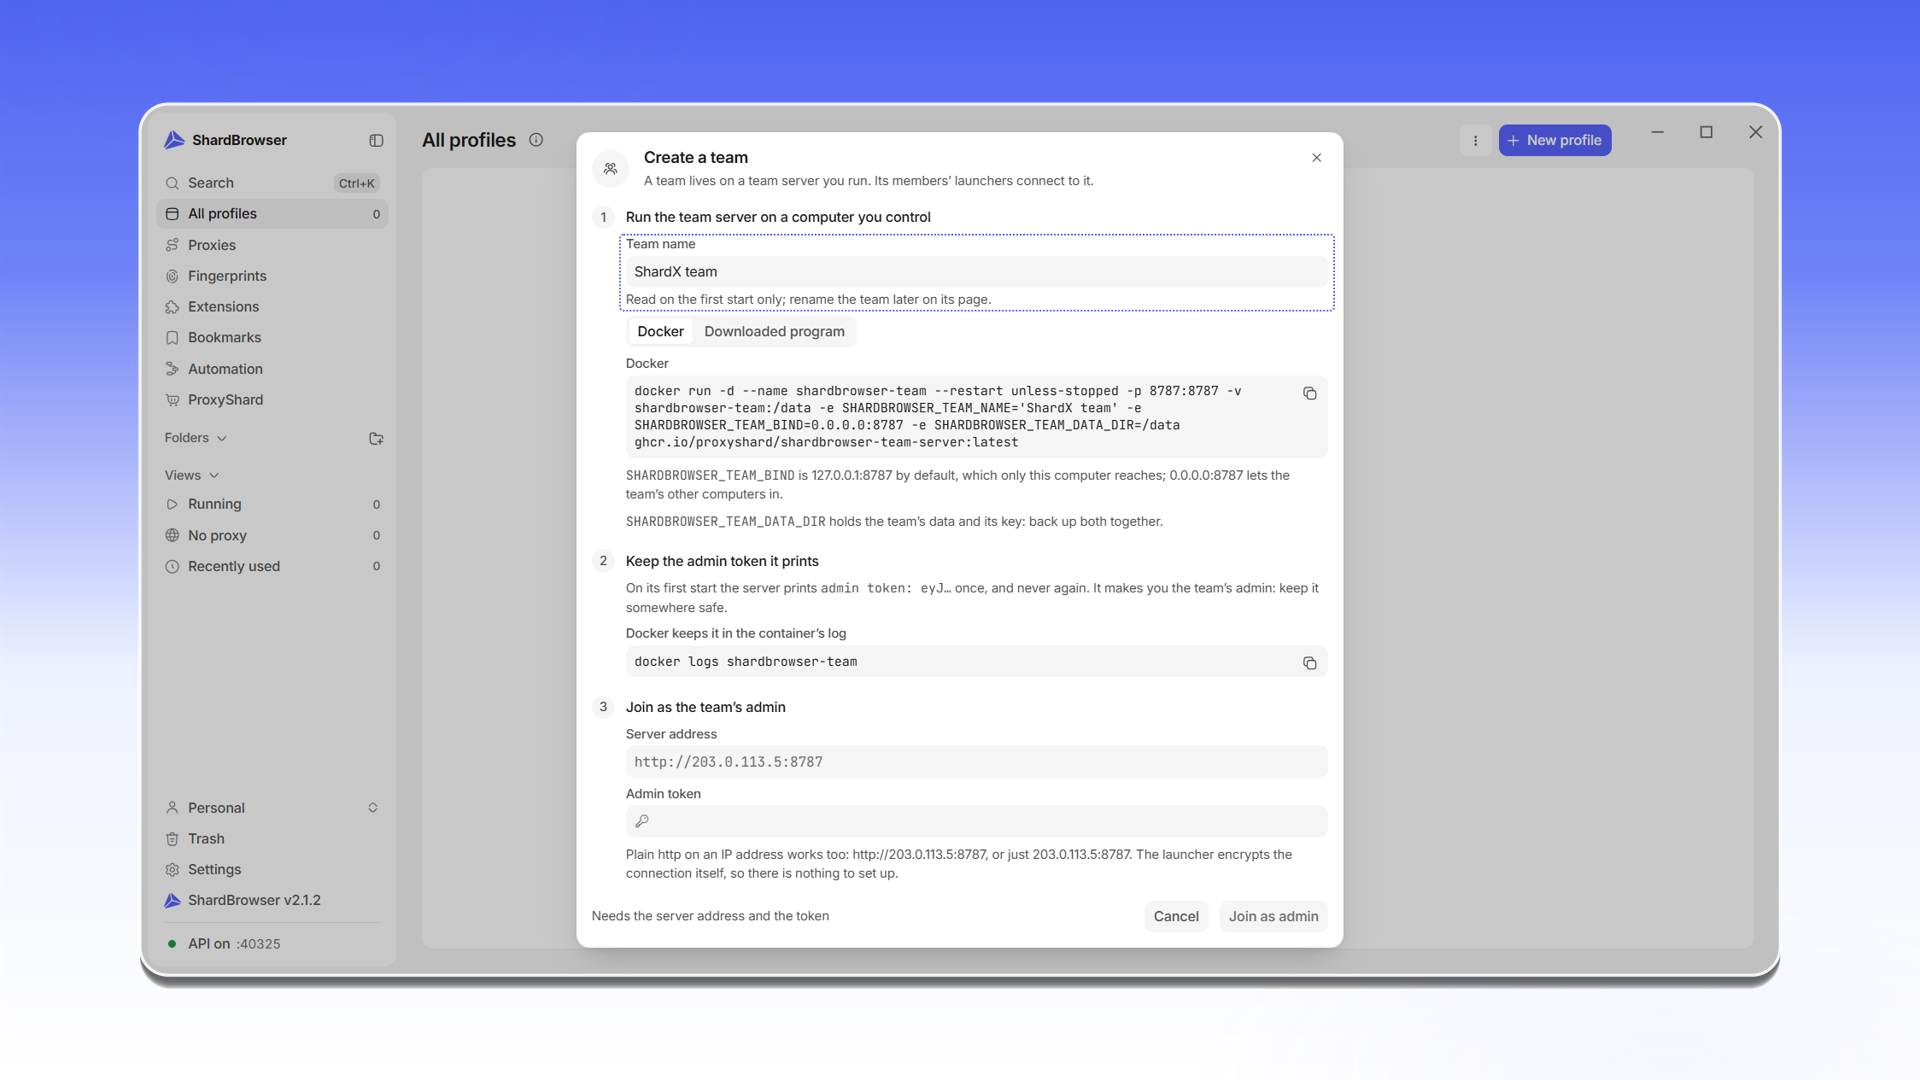 ShardBrowser
Search
Ctrl+K
All profiles
0
Proxies
Fingerprints
Extensions
Bookmarks
Automation
ProxyShard
Folders
Views
Running
0
No proxy
0
Recently used
0
Personal
Trash
Settings
ShardBrowser v2.1.2
API on :40325
All profiles
New profile
Create a team
A team lives on a team server you run. Its members’ launchers connect to it.
1
Run the team server on a computer you control
Team name
ShardX team
Read on the first start only; rename the team later on its page.
Docker
Downloaded program
Docker
docker run -d --name shardbrowser-team --restart unless-stopped -p 8787:8787 -v
shardbrowser-team:/data -e SHARDBROWSER_TEAM_NAME='ShardX team' -e
SHARDBROWSER_TEAM_BIND=0.0.0.0:8787 -e SHARDBROWSER_TEAM_DATA_DIR=/data
ghcr.io/proxyshard/shardbrowser-team-server:latest
SHARDBROWSER_TEAM_BIND is 127.0.0.1:8787 by default, which only this computer reaches; 0.0.0.0:8787 lets the
team’s other computers in.
SHARDBROWSER_TEAM_DATA_DIR holds the team’s data and its key: back up both together.
2
Keep the admin token it prints
On its first start the server prints admin token: eyJ… once, and never again. It makes you the team’s admin: keep it
somewhere safe.
Docker keeps it in the container’s log
docker logs shardbrowser-team
3
Join as the team’s admin
Server address
http://203.0.113.5:8787
Admin token
Plain http on an IP address works too: http://203.0.113.5:8787, or just 203.0.113.5:8787. The launcher encrypts the
connection itself, so there is nothing to set up.
Needs the server address and the token
Cancel
Join as admin